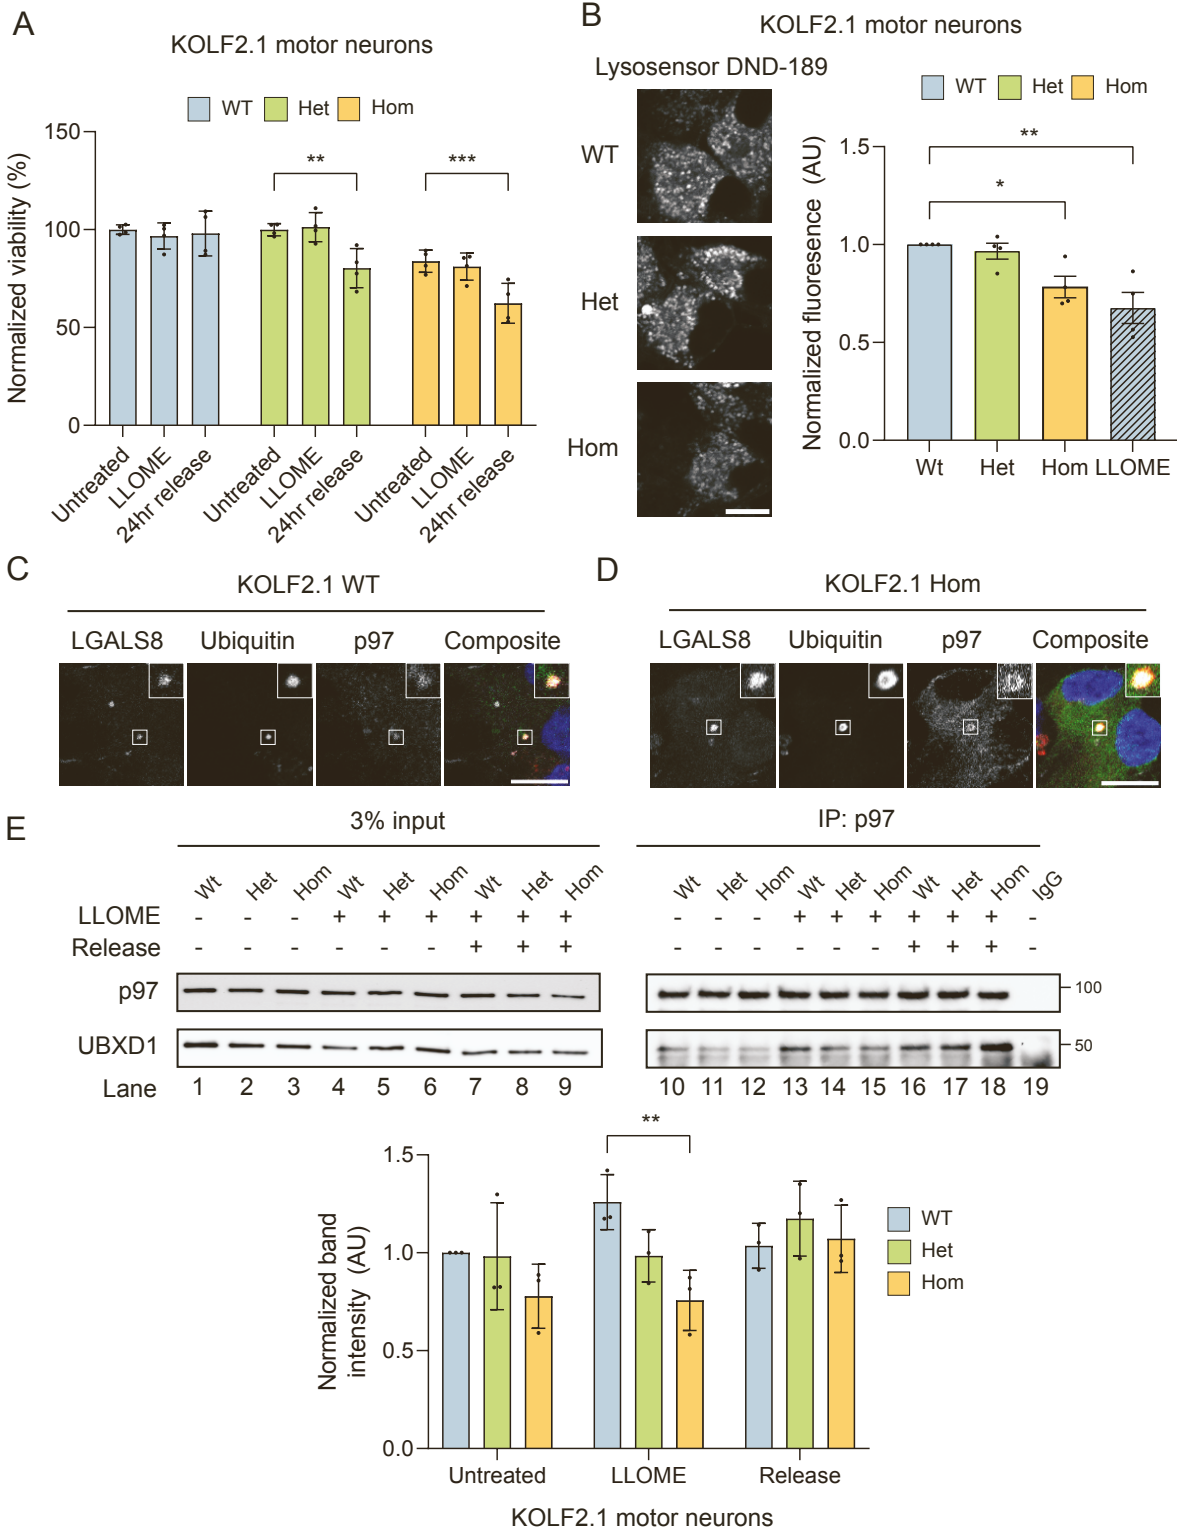 A
KOLF2.1 motor neurons
WT Het Hom
Normalized viability (%)
150
100
50
0
** ***
Untreated LLOME 24hr release Untreated LLOME 24hr release Untreated LLOME 24hr release
B
KOLF2.1 motor neurons
Lysosensor DND-189
WT
Het
Hom
WT Het Hom
Normalized fluoresence (AU)
1.5
1.0
0.5
0.0
**
*
Wt Het Hom LLOME
C
KOLF2.1 WT
LGALS8 Ubiquitin p97 Composite
D
KOLF2.1 Hom
LGALS8 Ubiquitin p97 Composite
E
3% input IP: p97
Wt Het Hom Wt Het Hom Wt Het Hom Wt Het Hom Wt Het Hom Wt Het Hom IgG
LLOME - - - + + + + + + - - - + + + + + + -
Release - - - - - - + + + - - - - - - + + + -
p97 100
UBXD1 50
Lane 1 2 3 4 5 6 7 8 9 10 11 12 13 14 15 16 17 18 19
Normalized band
intensity (AU)
1.5
1.0
0.5
0.0
**
WT
Het
Hom
Untreated LLOME Release
KOLF2.1 motor neurons